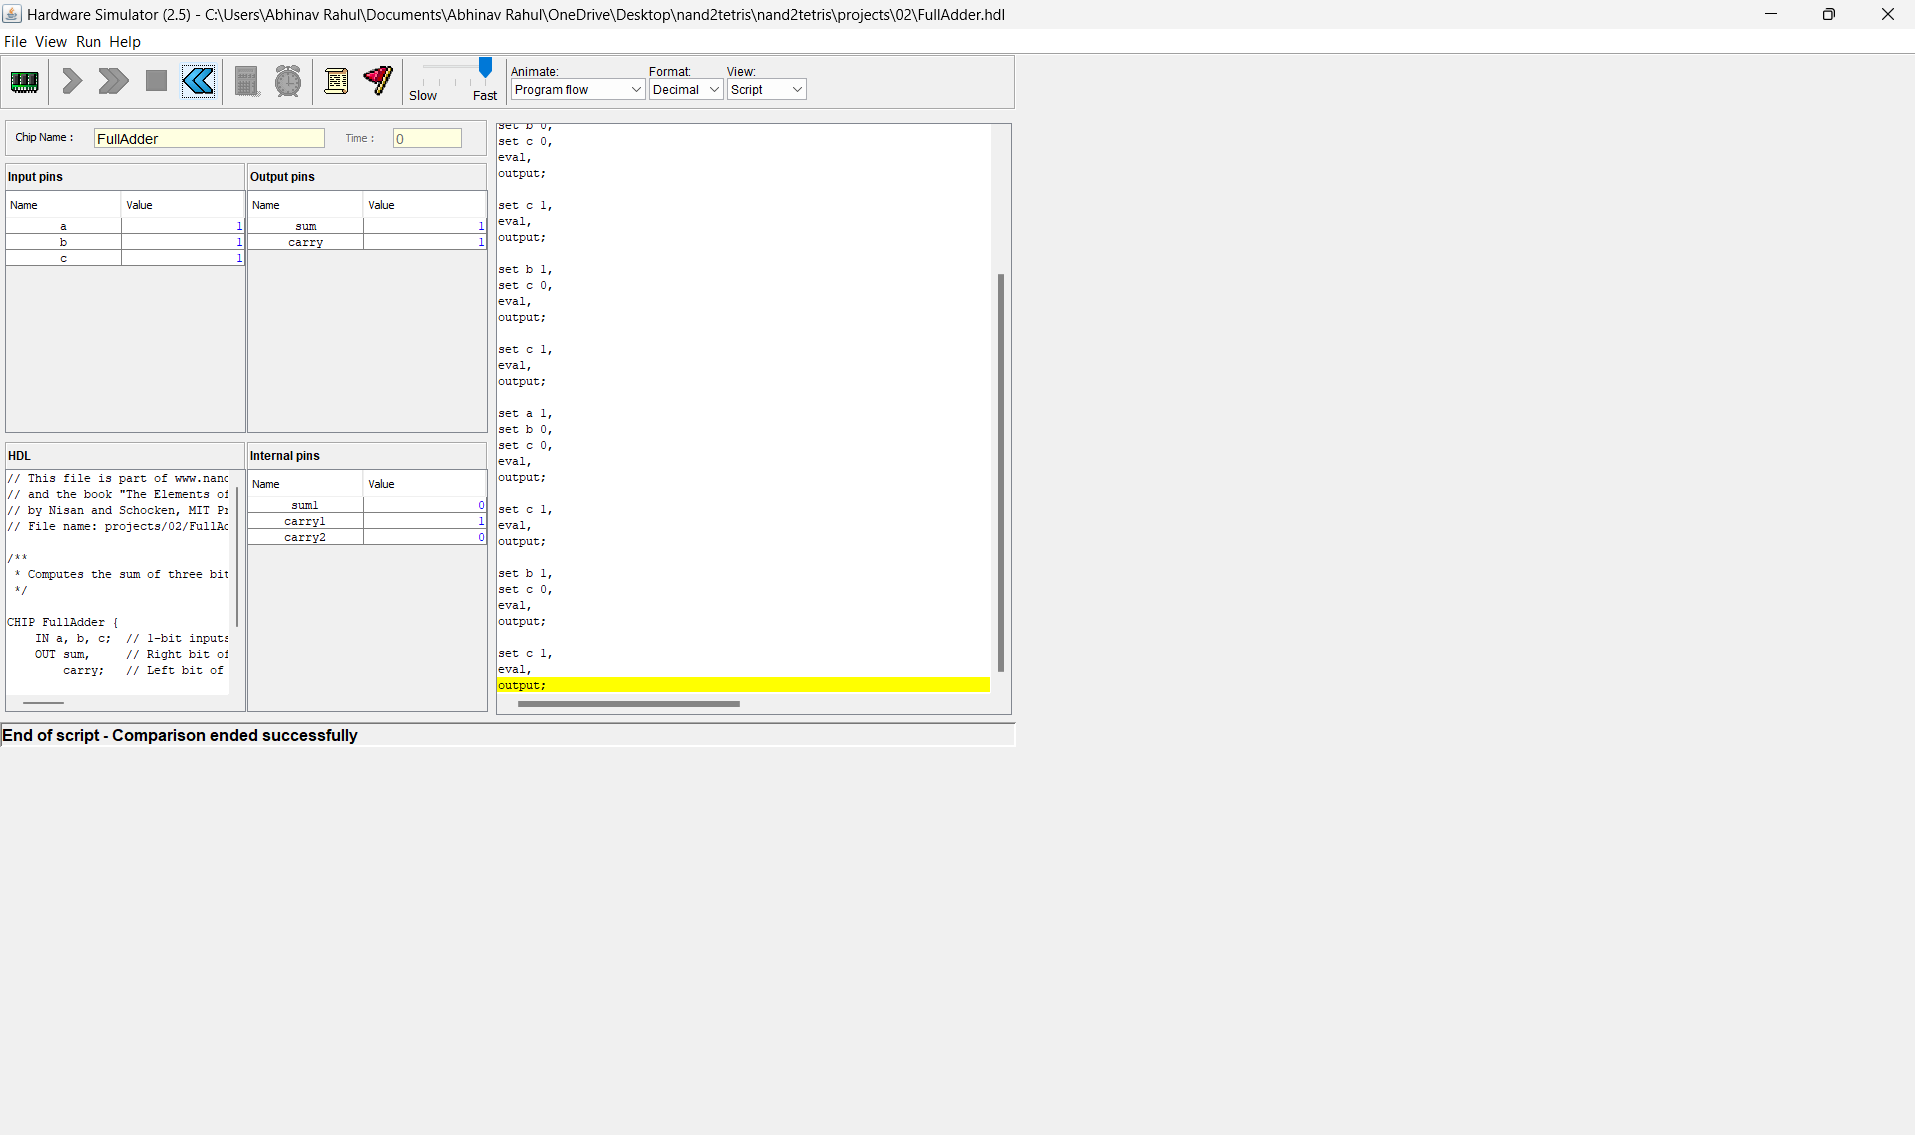 Hardware Simulator (2.5) - C:\Users\Abhinav Rahul\Documents\Abhinav Rahul\OneDrive\Desktop\nand2tetris\nand2tetris\projects\02\FullAdder.hdl
File View Run Help
Slow Fast
Animate:
Program flow
Format:
Decimal
View:
Script
Chip Name :
FullAdder
Time :
0
Input pins
Name Value
a 1
b 1
c 1
Output pins
Name Value
sum 1
carry 1
HDL
// This file is part of www.nand
// and the book "The Elements of
// by Nisan and Schocken, MIT Pr
// File name: projects/02/FullAd
/**
* Computes the sum of three bit
*/
CHIP FullAdder {
IN a, b, c; // 1-bit inputs
OUT sum, // Right bit of
carry; // Left bit of
Internal pins
Name Value
sum1 0
carry1 1
carry2 0
set b 0,
set c 0,
eval,
output;
set c 1,
eval,
output;
set b 1,
set c 0,
eval,
output;
set c 1,
eval,
output;
set a 1,
set b 0,
set c 0,
eval,
output;
set c 1,
eval,
output;
set b 1,
set c 0,
eval,
output;
set c 1,
eval,
output;
End of script - Comparison ended successfully